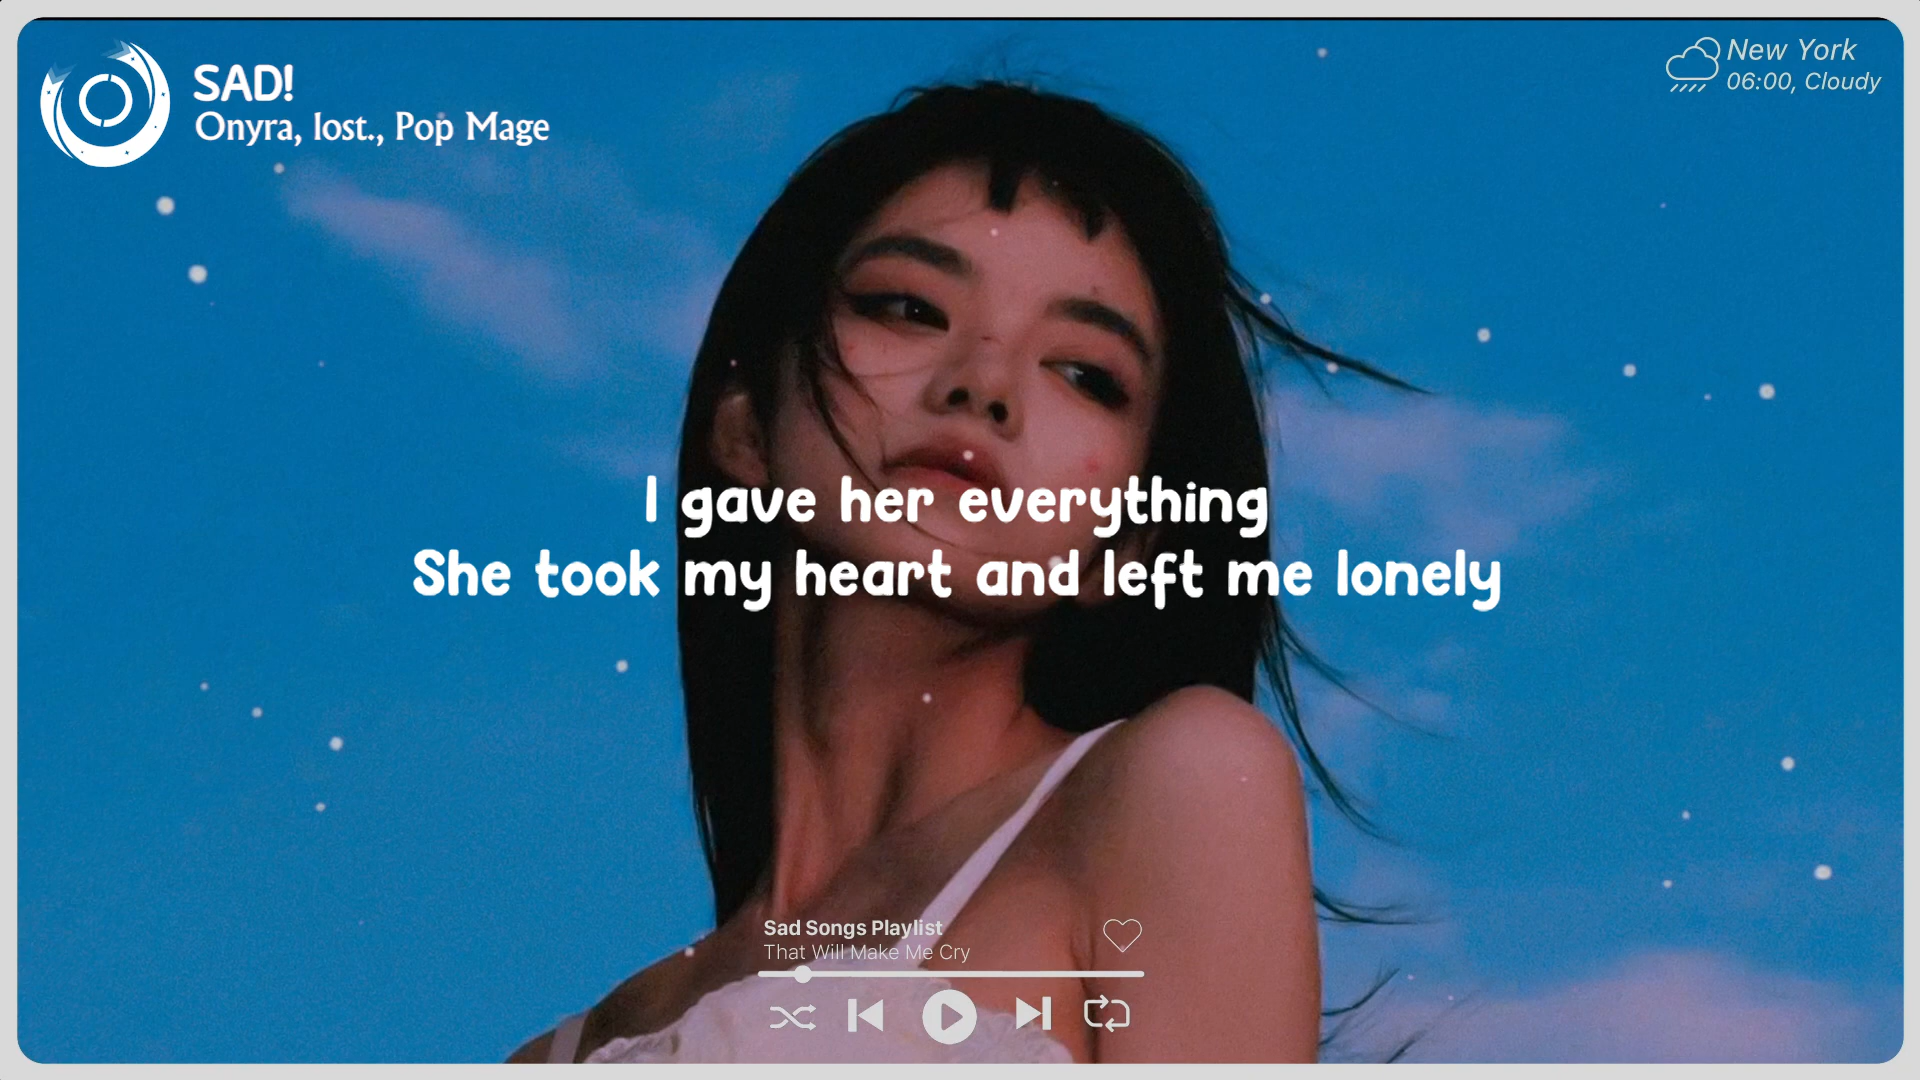 SAD!
Onyra, lost., Pop Mage
New York
06:00, Cloudy
I gave her everything
She took my heart and left me lonely
Sad Songs Playlist
That Will Make Me Cry